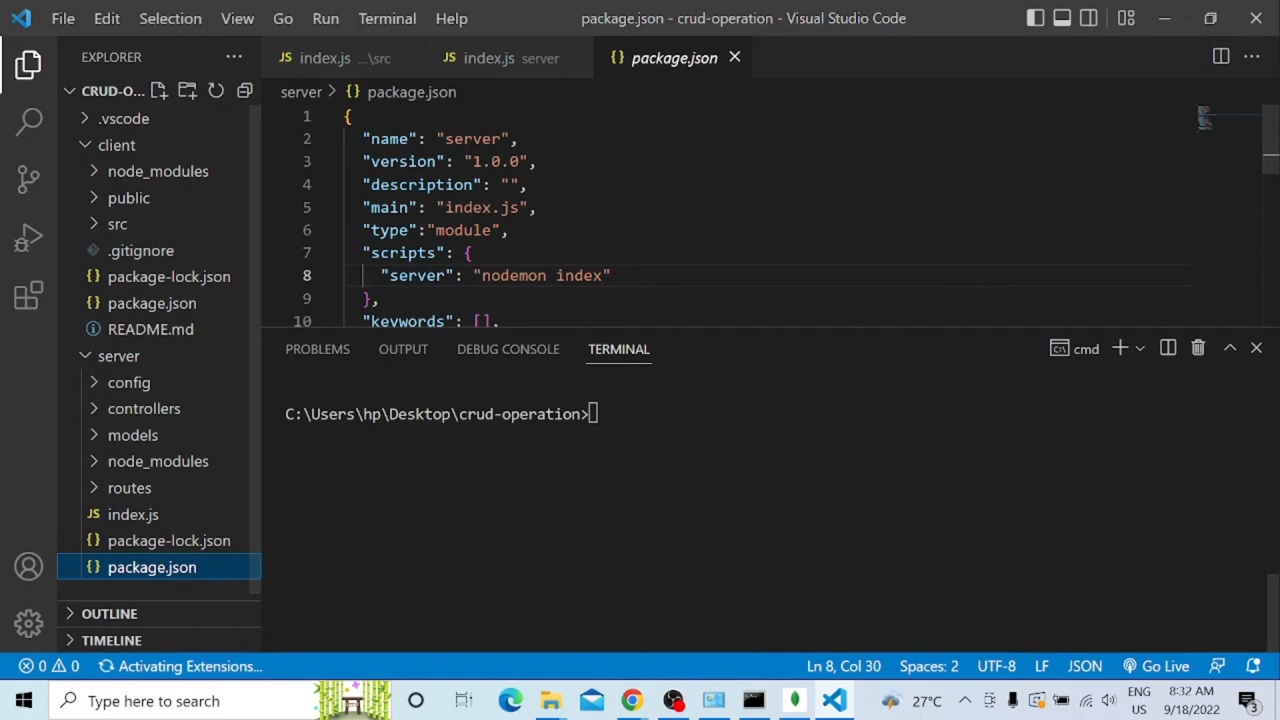 File Edit Selection View Go Run Terminal Help package.json - crud-operation - Visual Studio Code
EXPLORER
JS index.js ...\src JS index.js server {} package.json
CRUD-O...
.vscode
client
node_modules
public
src
.gitignore
{} package-lock.json
{} package.json
README.md
server
config
controllers
models
node_modules
routes
JS index.js
{} package-lock.json
{} package.json
OUTLINE
TIMELINE
server > {} package.json
1 {
2 "name": "server",
3 "version": "1.0.0",
4 "description": "",
5 "main": "index.js",
6 "type":"module",
7 "scripts": {
8 "server": "nodemon index"
9 },
10 "keywords": [],
PROBLEMS OUTPUT DEBUG CONSOLE TERMINAL cmd
C:\Users\hp\Desktop\crud-operation>
0 0 Activating Extensions... Ln 8, Col 30 Spaces: 2 UTF-8 LF JSON Go Live
Type here to search 27°C ENG 8:32 AM
US 9/18/2022 3